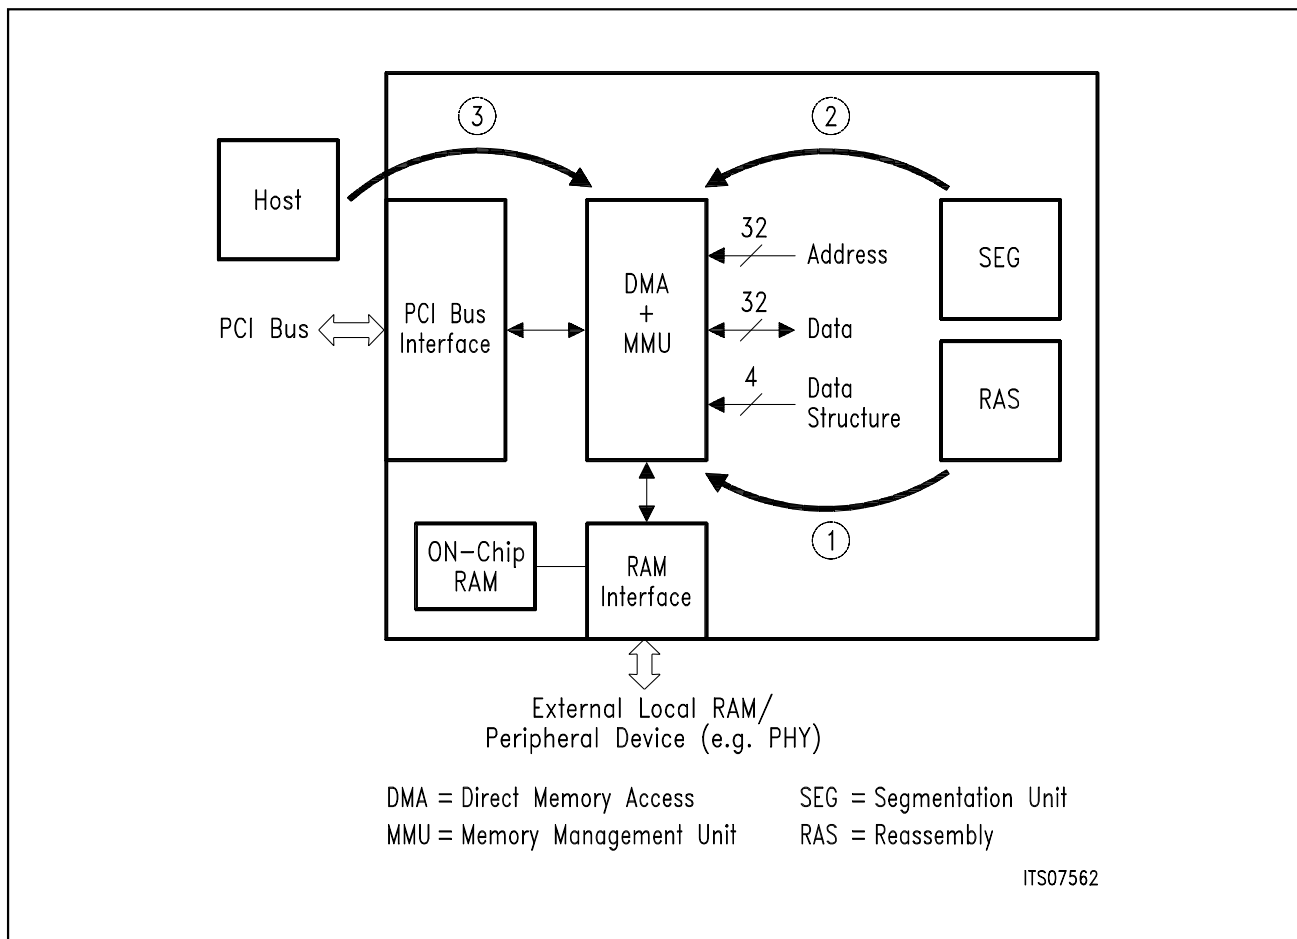 3
2
Host
32
Address
SEG
DMA
+
MMU
PCI Bus
PCI Bus
Interface
32
Data
4
Data
Structure
RAS
1
ON-Chip
RAM
RAM
Interface
External Local RAM/
Peripheral Device (e.g. PHY)
DMA = Direct Memory Access
SEG = Segmentation Unit
MMU = Memory Management Unit
RAS = Reassembly
ITS07562